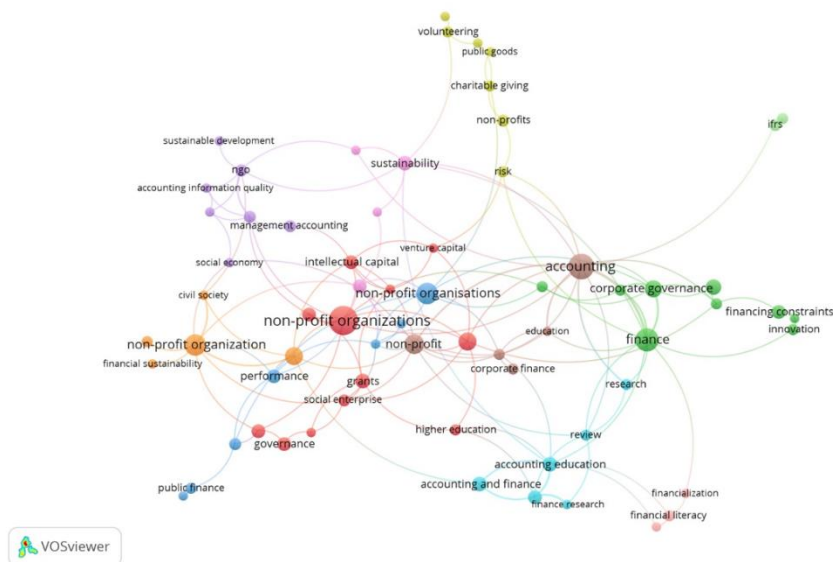 volunteering
public goods
charitable giving
non-profits
ifrs
sustainable development
sustainability
ngo
risk
accounting information quality
management accounting
venture capital
social economy
intellectual capital
accounting
civil society
non-profit organisations
corporate governance
non-profit organizations
financing constraints
education
innovation
non-profit organization
non-profit
finance
financial sustainability
corporate finance
performance
grants
research
social enterprise
higher education
review
governance
accounting education
public finance
accounting and finance
financialization
finance research
financial literacy
VOSviewer